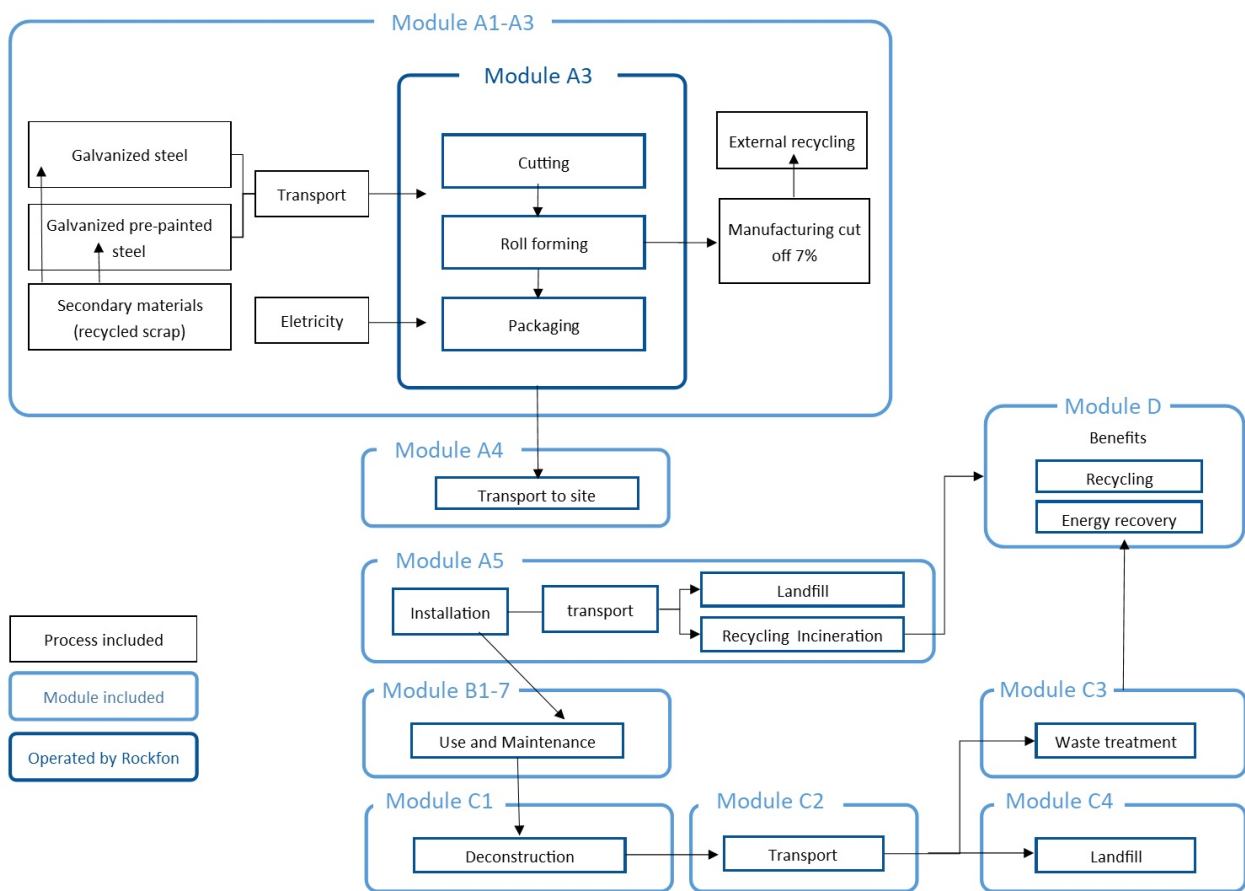 Module A1-A3
Module A3
Galvanized steel
Galvanized pre-painted
steel
Secondary materials
(recycled scrap)
Transport
Eletricity
Cutting
Roll forming
Packaging
External recycling
Manufacturing cut
off 7%
Module A4
Transport to site
Module D
Benefits
Recycling
Energy recovery
Module A5
Installation
transport
Landfill
Recycling Incineration
Process included
Module included
Operated by Rockfon
Module B1-7
Use and Maintenance
Module C3
Waste treatment
Module C1
Deconstruction
Module C2
Transport
Module C4
Landfill